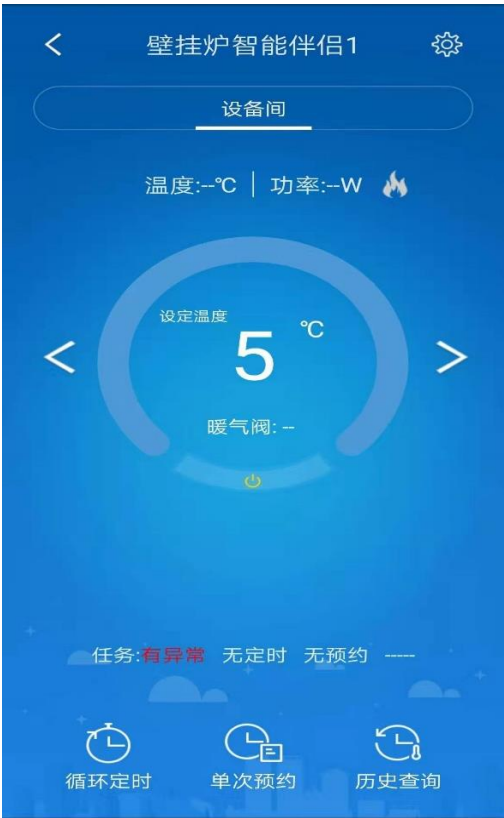 壁挂炉智能伴侣1
设备间
温度:--℃ | 功率:--W
设定温度
5 ℃
暖气阀: --
任务:有异常 无定时 无预约 -----
循环定时 单次预约 历史查询